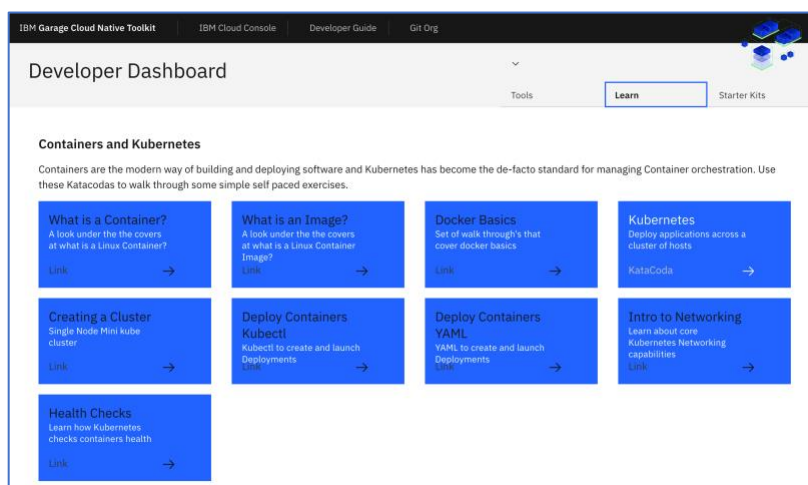 IBM Garage Cloud Native Toolkit
IBM Cloud Console
Developer Guide
Git Org
Developer Dashboard
Tools
Learn
Starter Kits
Containers and Kubernetes
Containers are the modern way of building and deploying software and Kubernetes has become the de-facto standard for managing Container orchestration. Use
these Katacodas to walk through some simple self paced exercises.
What is a Container?
A look under the the covers
at what is a Linux Container?
Link
What is an Image?
A look under the the covers
at what is a Linux Container
Image?
Link
Docker Basics
Set of walk through's that
cover docker basics
Link
Kubernetes
Deploy applications across a
cluster of hosts
KataCoda
Creating a Cluster
Single Node Mini kube
cluster
Link
Deploy Containers
Kubectl
Kubectl to create and launch
Deployments
Link
Deploy Containers
YAML
YAML to create and launch
Deployments
Link
Intro to Networking
Learn about core
Kubernetes Networking
capabilities
Link
Health Checks
Learn how Kubernetes
checks containers health
Link